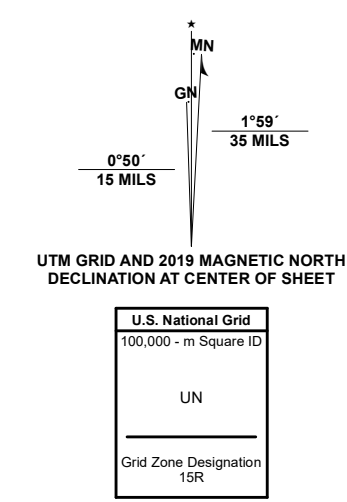 ★
MN
GN
1°59´
35 MILS
0°50´
15 MILS
UTM GRID AND 2019 MAGNETIC NORTH
DECLINATION AT CENTER OF SHEET
U.S. National Grid
100,000 - m Square ID
UN
Grid Zone Designation
15R